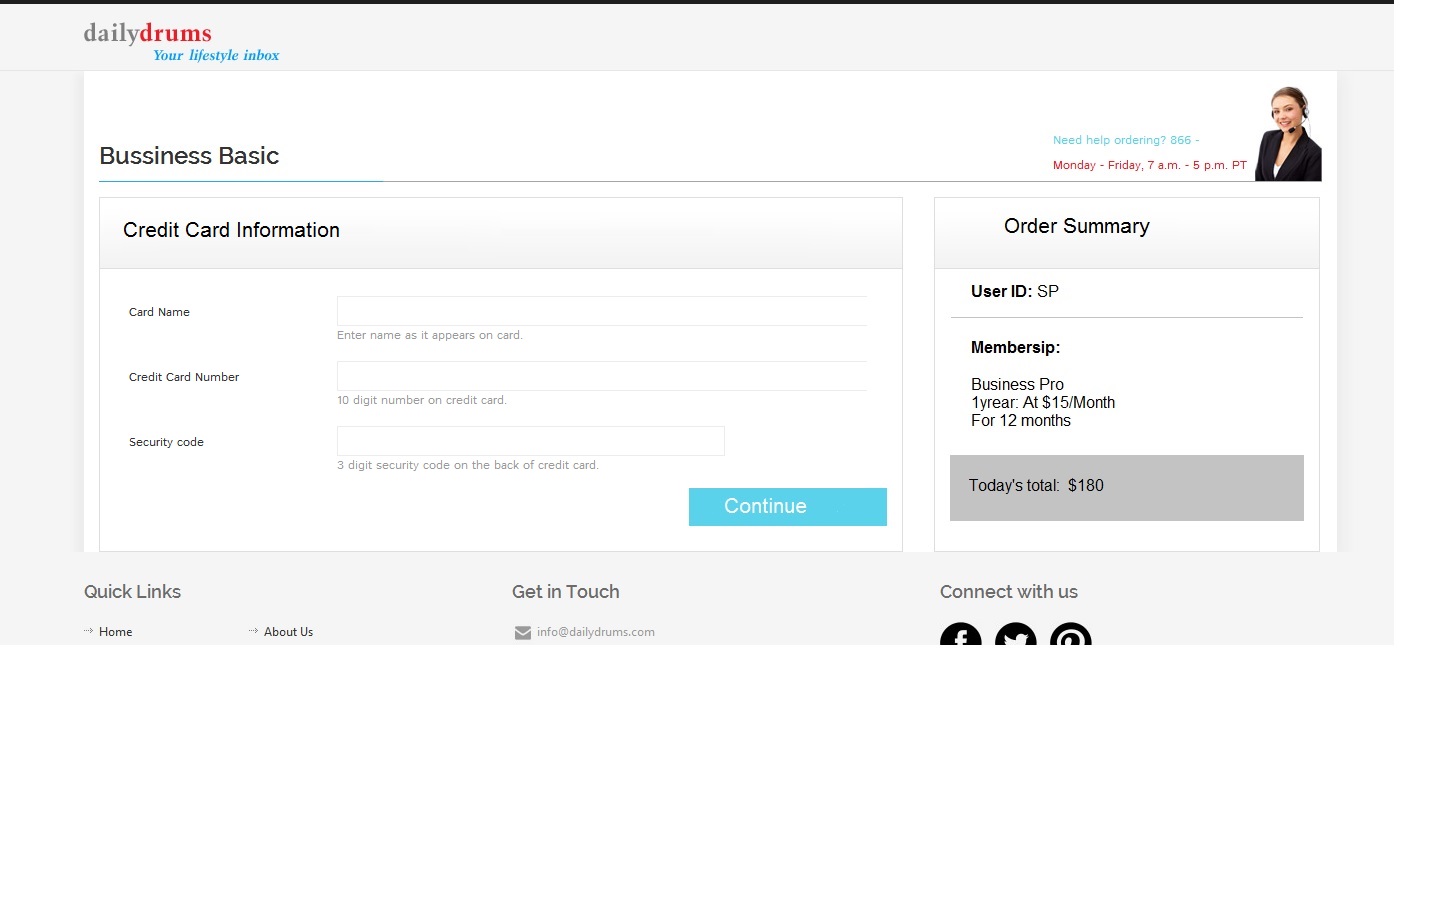 dailydrums
Your lifestyle inbox
Bussiness Basic
Need help ordering? 866 -
Monday - Friday, 7 a.m. - 5 p.m. PT
Credit Card Information
Card Name
Enter name as it appears on card.
Credit Card Number
10 digit number on credit card.
Security code
3 digit security code on the back of credit card.
Continue
Order Summary
User ID: SP
Membersip:
Business Pro
1yrear: At $15/Month
For 12 months
Today's total: $180
Quick Links
Home
About Us
Get in Touch
info@dailydrums.com
Connect with us